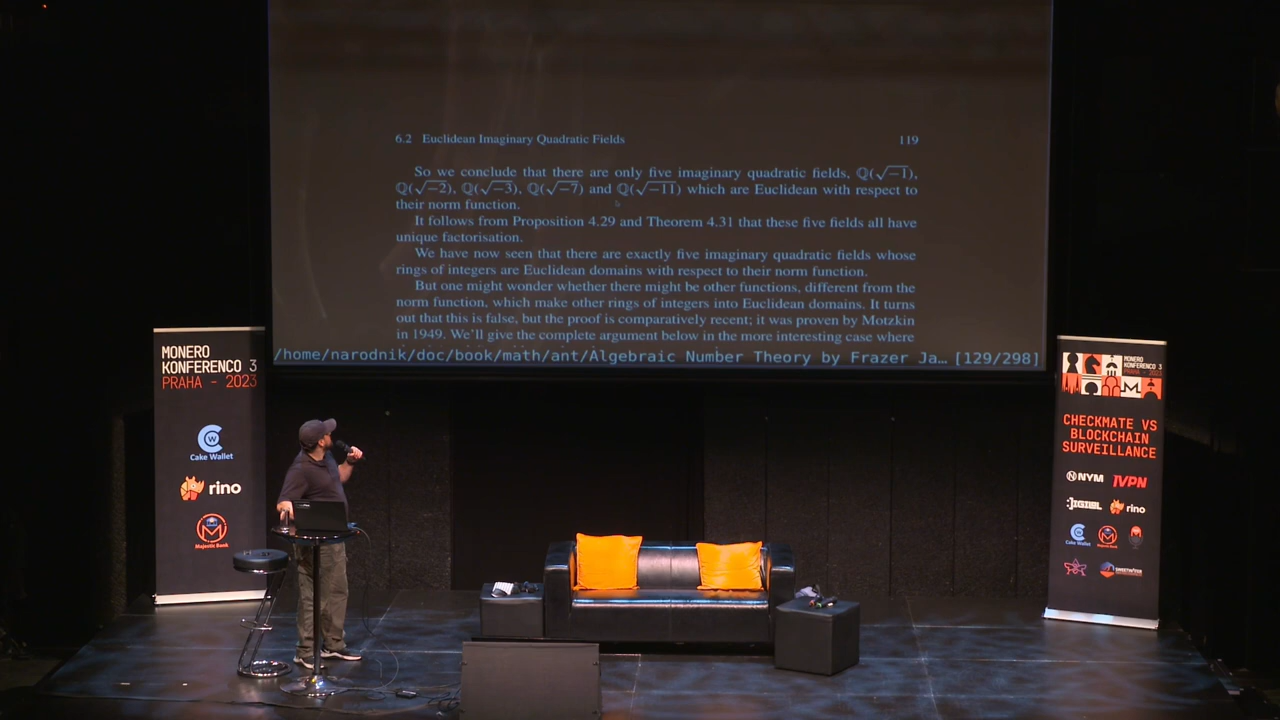 6.2 Euclidean Imaginary Quadratic Fields 119
So we conclude that there are only five imaginary quadratic fields, ℚ(√−1),
ℚ(√−2), ℚ(√−3), ℚ(√−7) and ℚ(√−11) which are Euclidean with respect to
their norm function.
It follows from Proposition 4.29 and Theorem 4.31 that these five fields all have
unique factorisation.
We have now seen that there are exactly five imaginary quadratic fields whose
rings of integers are Euclidean domains with respect to their norm function.
But one might wonder whether there might be other functions, different from the
norm function, which make other rings of integers into Euclidean domains. It turns
out that this is false, but the proof is comparatively recent; it was proven by Motzkin
in 1949. We'll give the complete argument below in the more interesting case where
/home/narodnik/doc/book/math/ant/Algebraic Number Theory by Frazer Ja… [129/298]
MONERO
KONFERENCO 3
PRAHA - 2023
Cake Wallet
rino
Majestic Bank
MONERO
KONFERENCO 3
PRAHA - 2023
CHECKMATE VS
BLOCKCHAIN
SURVEILLANCE
NYM IVPN
rino
Cake Wallet